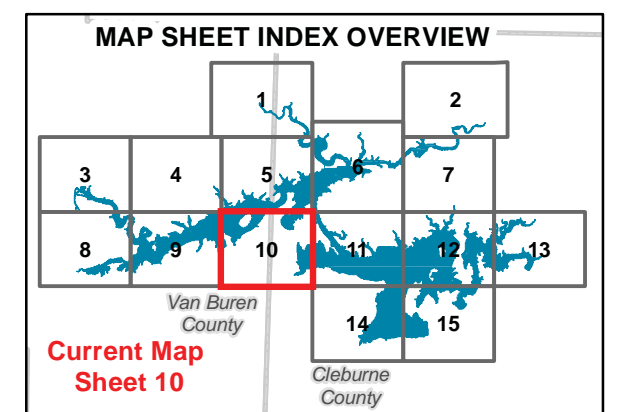 MAP SHEET INDEX OVERVIEW
1
2
3
4
5
6
7
8
9
10
11
12
13
Van Buren
County
14
15
Current Map
Sheet 10
Cleburne
County